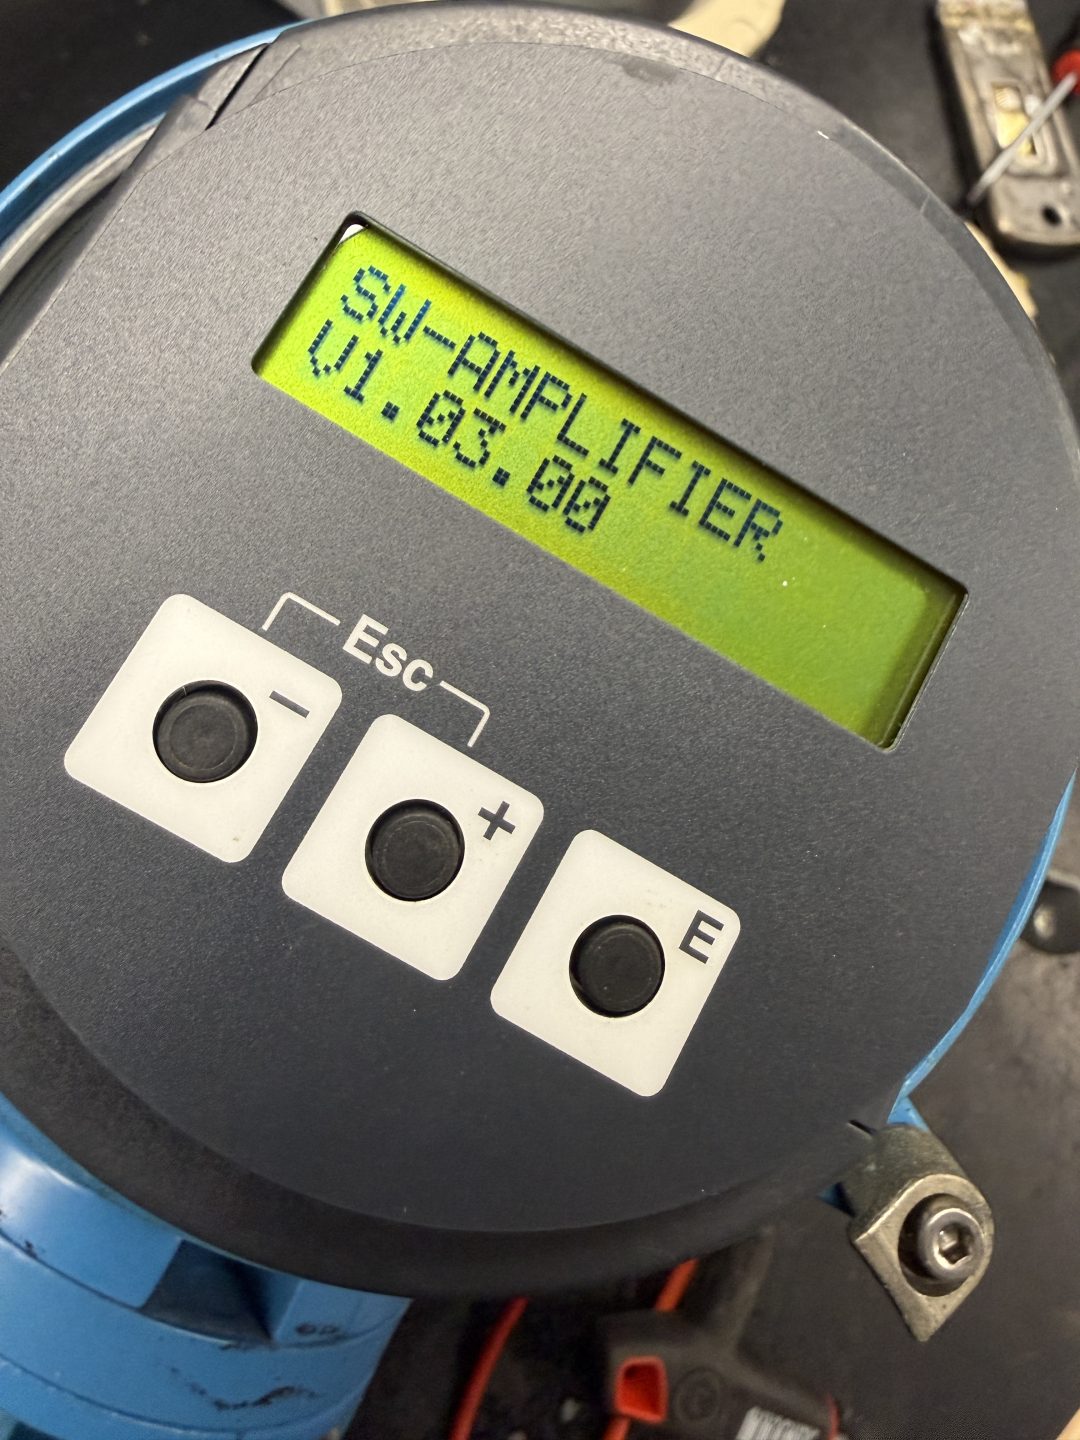 SW-AMPLIFIER
V1.03.00
Esc
-
+
E